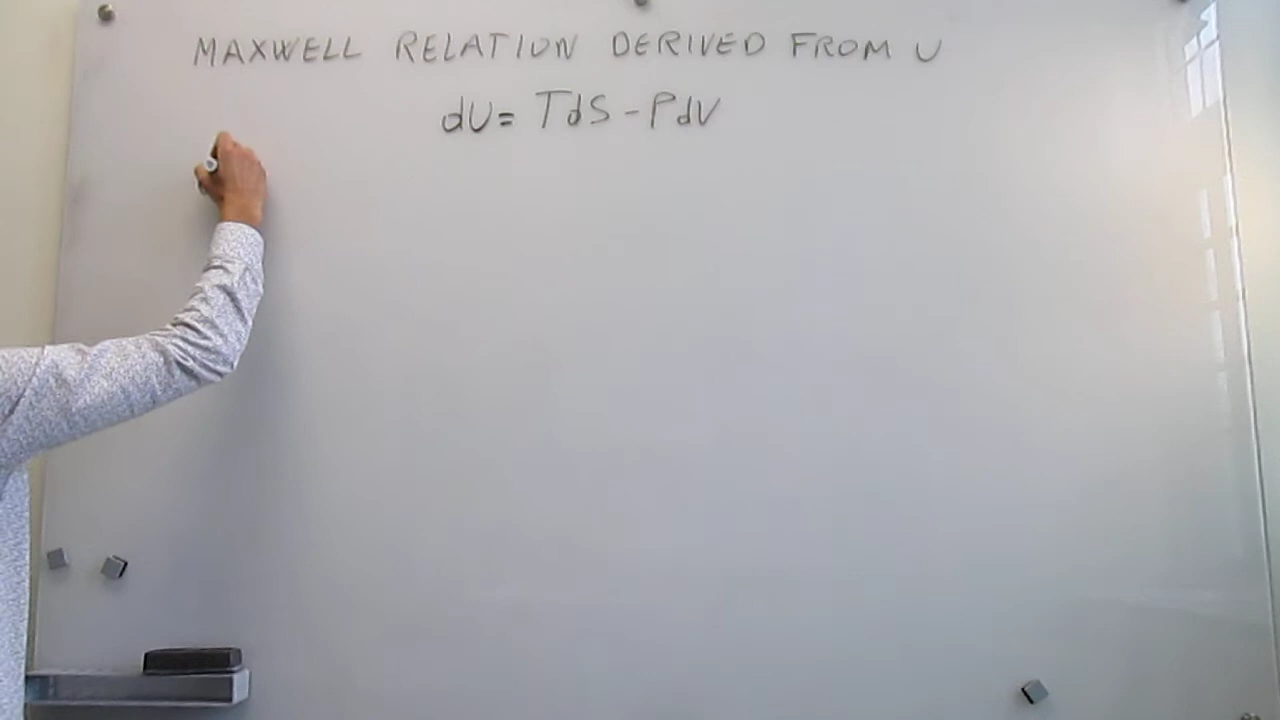 MAXWELL RELATION DERIVED FROM U
dU= TdS - PdV